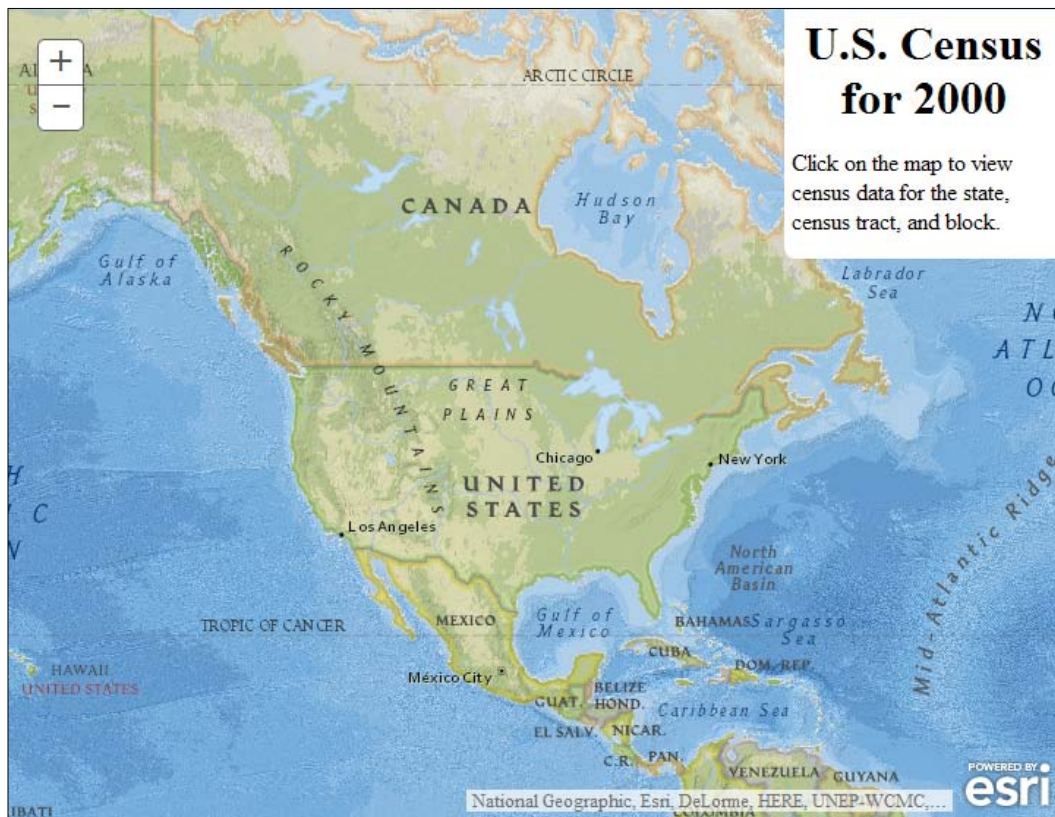 U.S. Census
for 2000
Click on the map to view
census data for the state,
census tract, and block.
+
−
ARCTIC CIRCLE
CANADA
Hudson
Bay
Gulf of
Alaska
Labrador
Sea
ROCKY MOUNTAINS
GREAT
PLAINS
Chicago
New York
UNITED
STATES
Los Angeles
North
American
Basin
Mid-Atlantic Ridge
TROPIC OF CANCER
MEXICO
Gulf of
Mexico
BAHAMAS
Sargasso
Sea
CUBA
DOM. REP.
HAWAII
UNITED STATES
México City
BELIZE
GUAT.
HOND.
Caribbean Sea
EL SALV.
NICAR.
C.R.
PAN.
VENEZUELA
GUYANA
POWERED BY
esri
National Geographic, Esri, DeLorme, HERE, UNEP-WCMC,...